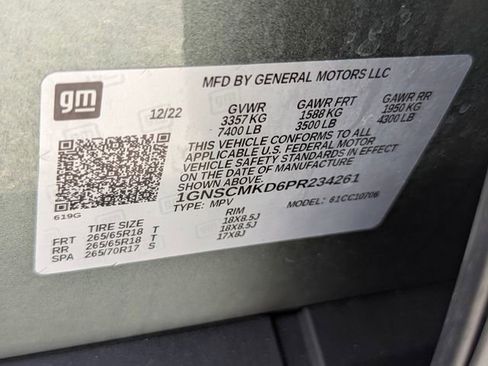 gm
MFD BY GENERAL MOTORS LLC
12/22 GVWR GAWR FRT GAWR RR
3357 KG 1588 KG 1950 KG
7400 LB 3500 LB 4300 LB
THIS VEHICLE CONFORMS TO ALL
APPLICABLE U.S. FEDERAL MOTOR
VEHICLE SAFETY STANDARDS IN EFFECT
ON THE DATE OF MANUFACTURE
SHOWN ABOVE.
1GNSCMKD6PR234261
619G
TYPE: MPV MODEL: 81CC10706
TIRE SIZE RIM
FRT 265/65R18 T 18X8.5J
RR 265/65R18 T 18X8.5J
SPA 265/70R17 S 17X8J